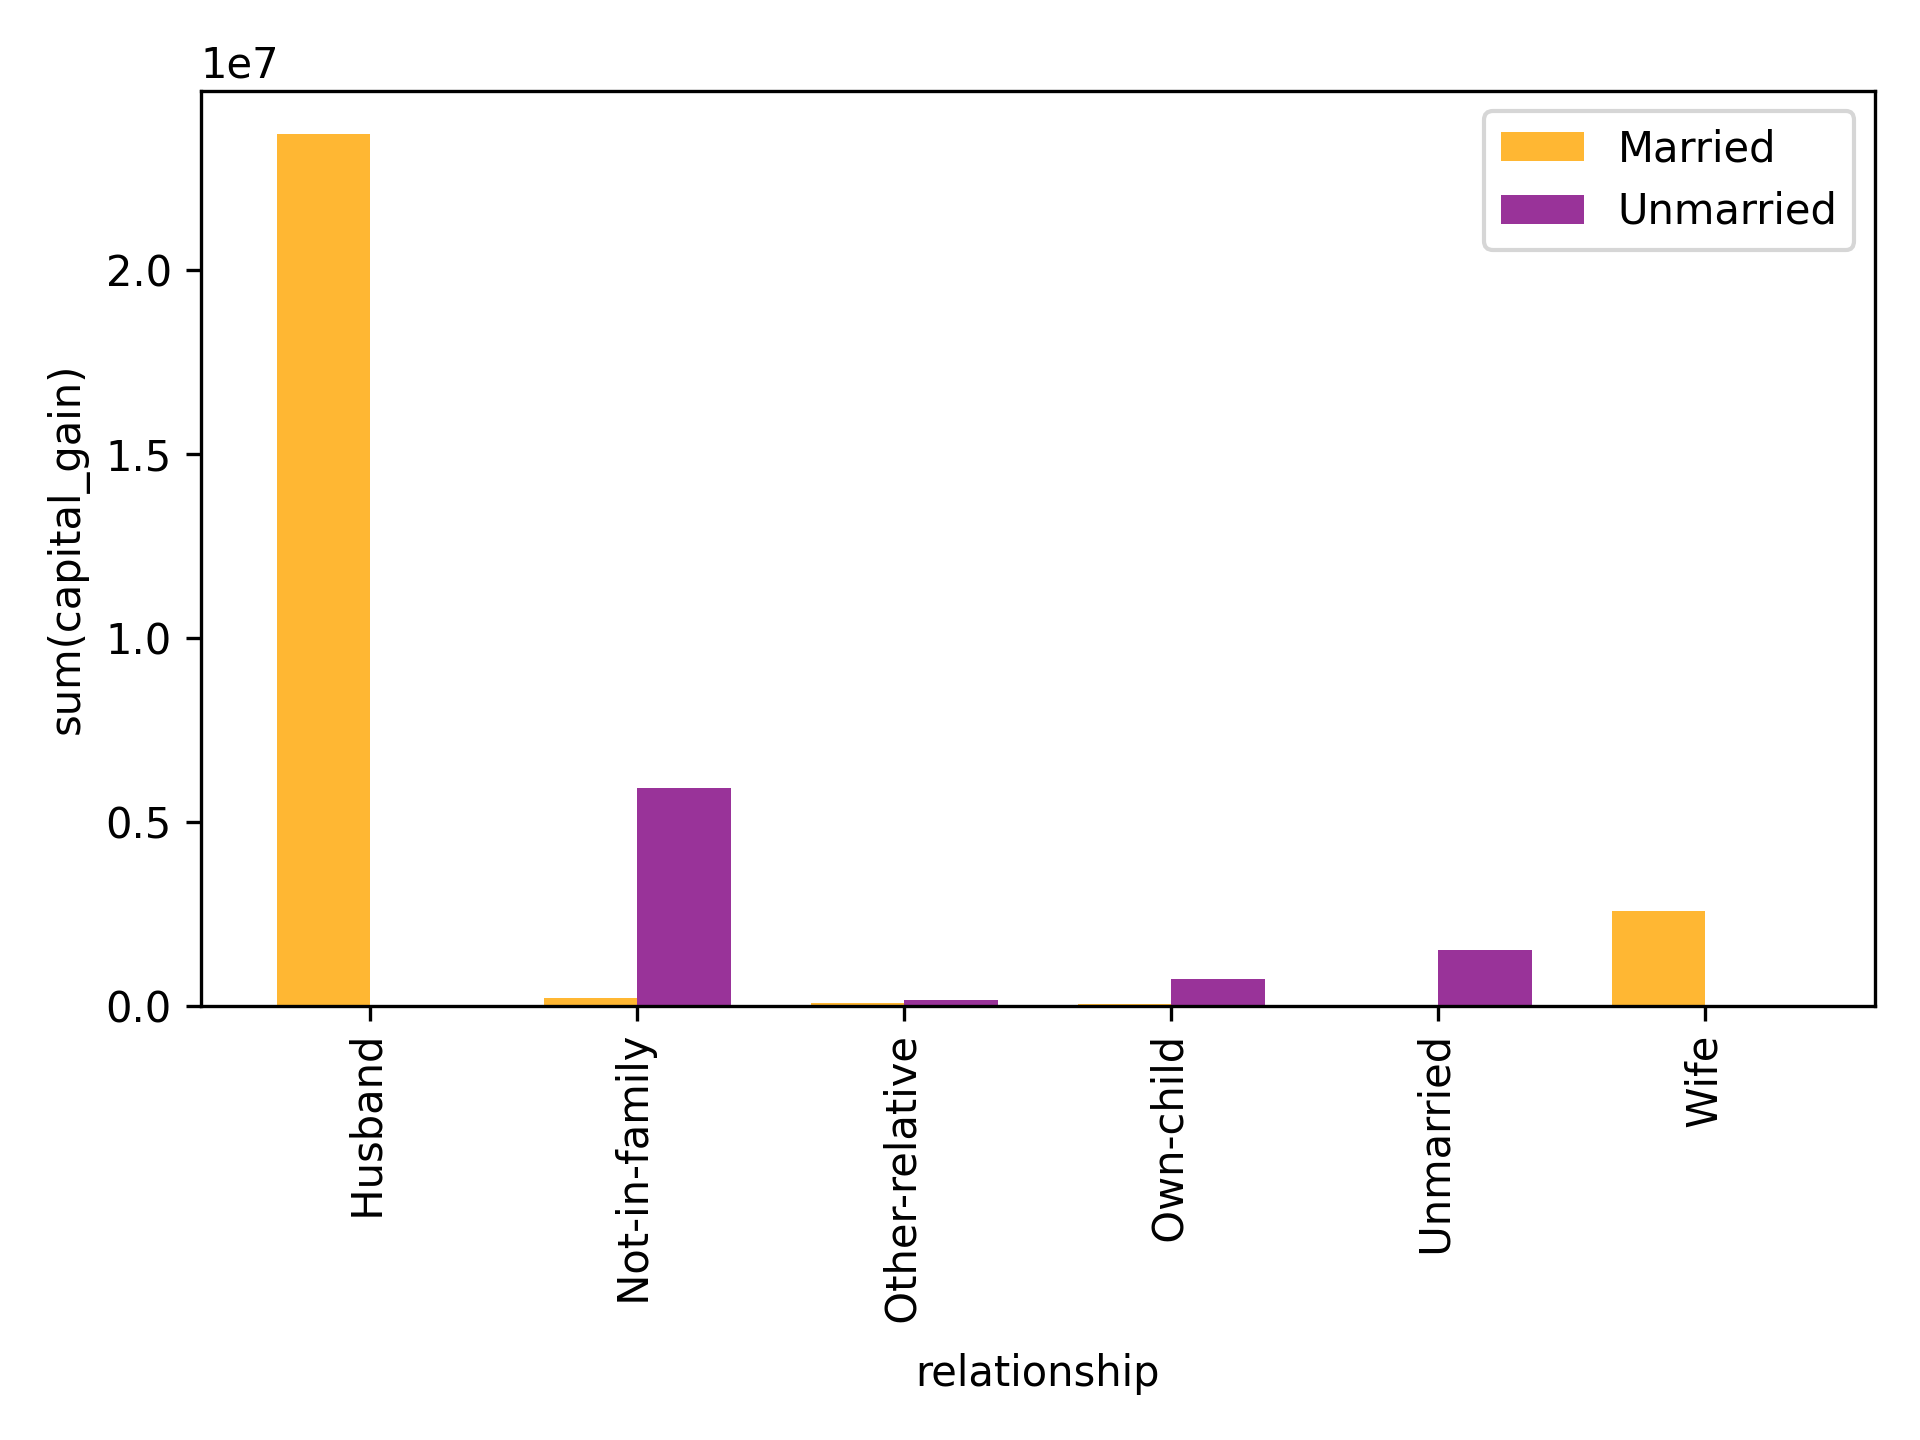 1e7
Married
Unmarried
2.0
1.5
1.0
0.5
0.0
sum(capital_gain)
Husband
Not-in-family
Other-relative
Own-child
Unmarried
Wife
relationship